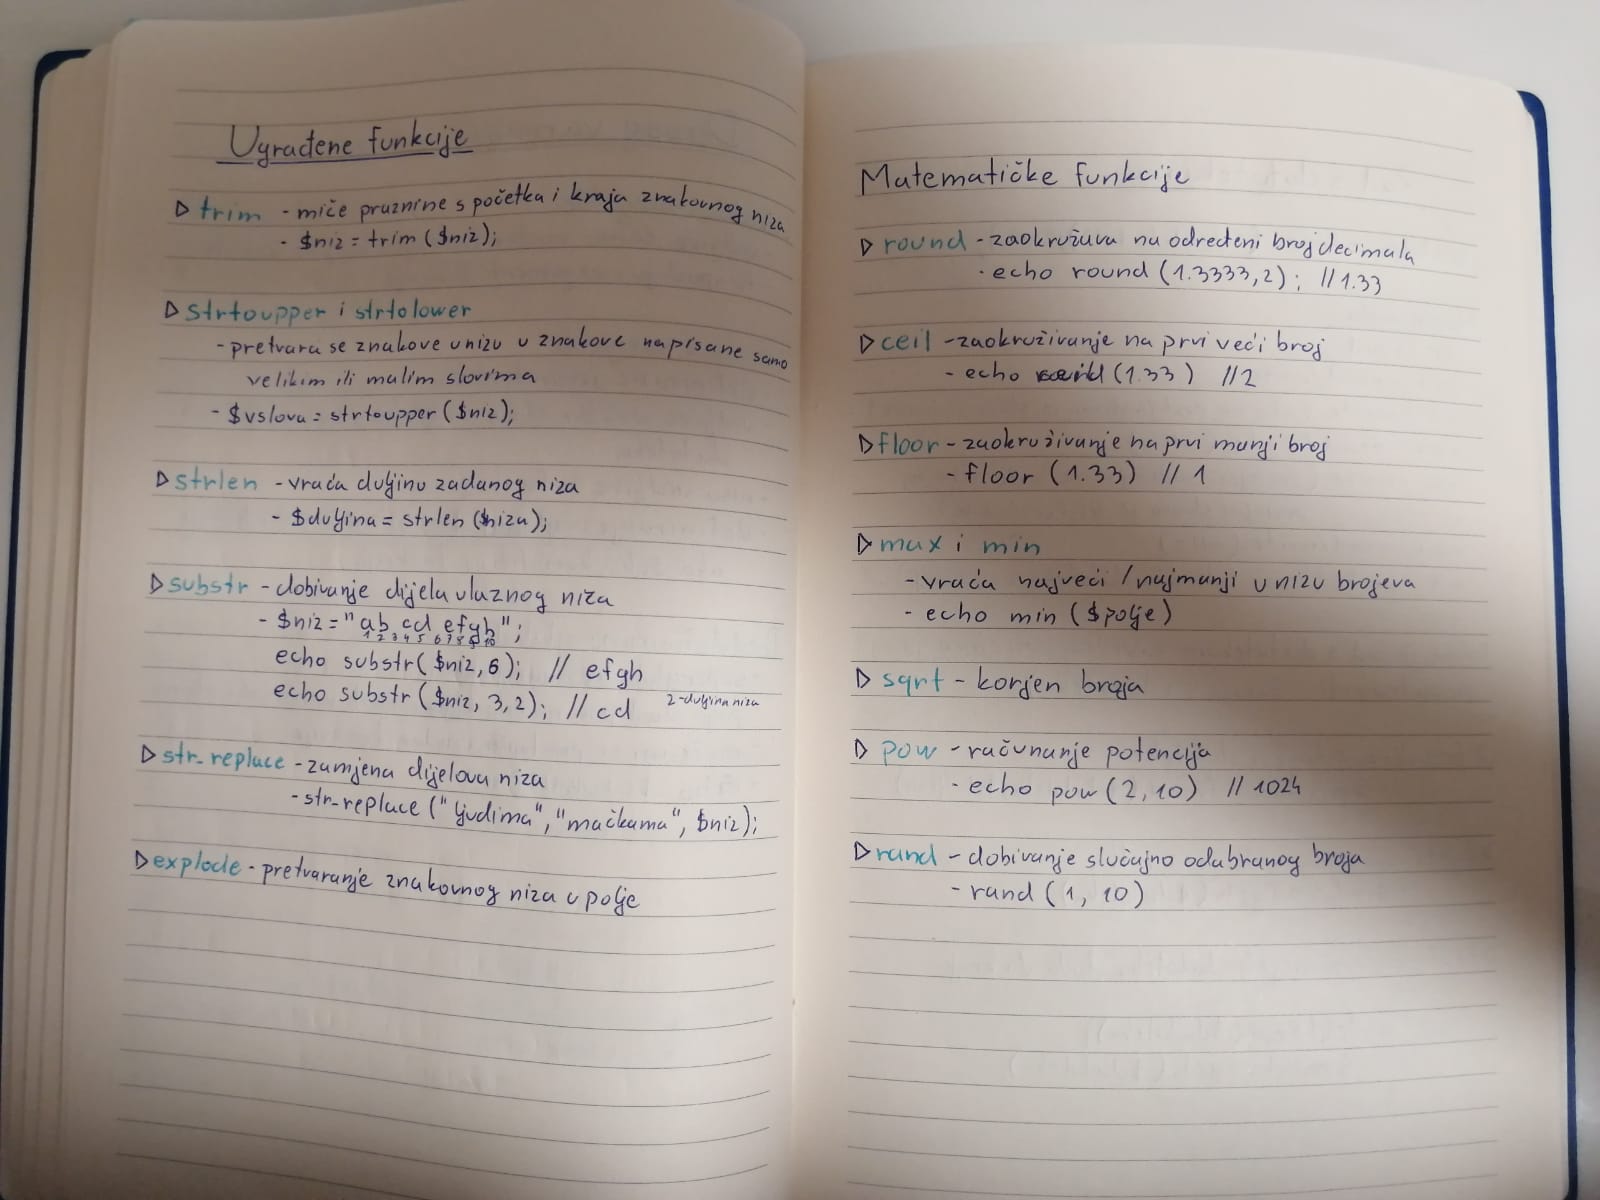 Ugrađene funkcije
▷ trim - miče praznine s početka i kraja znakovnog niza
- $niz = trim ($niz);
▷ strtoupper i strtolower
- pretvara se znakove u nizu u znakove napisane samo
velikim ili malim slovima
- $vslova = strtoupper ($niz);
▷ strlen - vraća duljinu zadanog niza
- $duljina = strlen ($niza);
▷ substr - dobivanje dijela ulaznog niza
- $niz = "ab cd efgh";
1 2 3 4 5 6 7 8 9 10
echo substr($niz, 6); // efgh
echo substr ($niz, 3, 2); // cd 2-duljina niza
▷ str_replace - zamjena dijelova niza
- str_replace ("ljudima", "mačkama", $niz);
▷ explode - pretvaranje znakovnog niza u polje
Matematičke funkcije
▷ round - zaokružuva na određeni broj decimala
- echo round (1.3333, 2); // 1.33
▷ ceil - zaokruživanje na prvi veći broj
- echo (1.33) // 2
▷ floor - zaokruživanje na prvi manji broj
- floor (1.33) // 1
▷ max i min
- vraća najveći / najmanji u nizu brojeva
- echo min ($polje)
▷ sqrt - korjen broja
▷ pow - računanje potencija
- echo pow (2, 10) // 1024
▷ rand - dobivanje slučajno odabranog broja
- rand (1, 10)